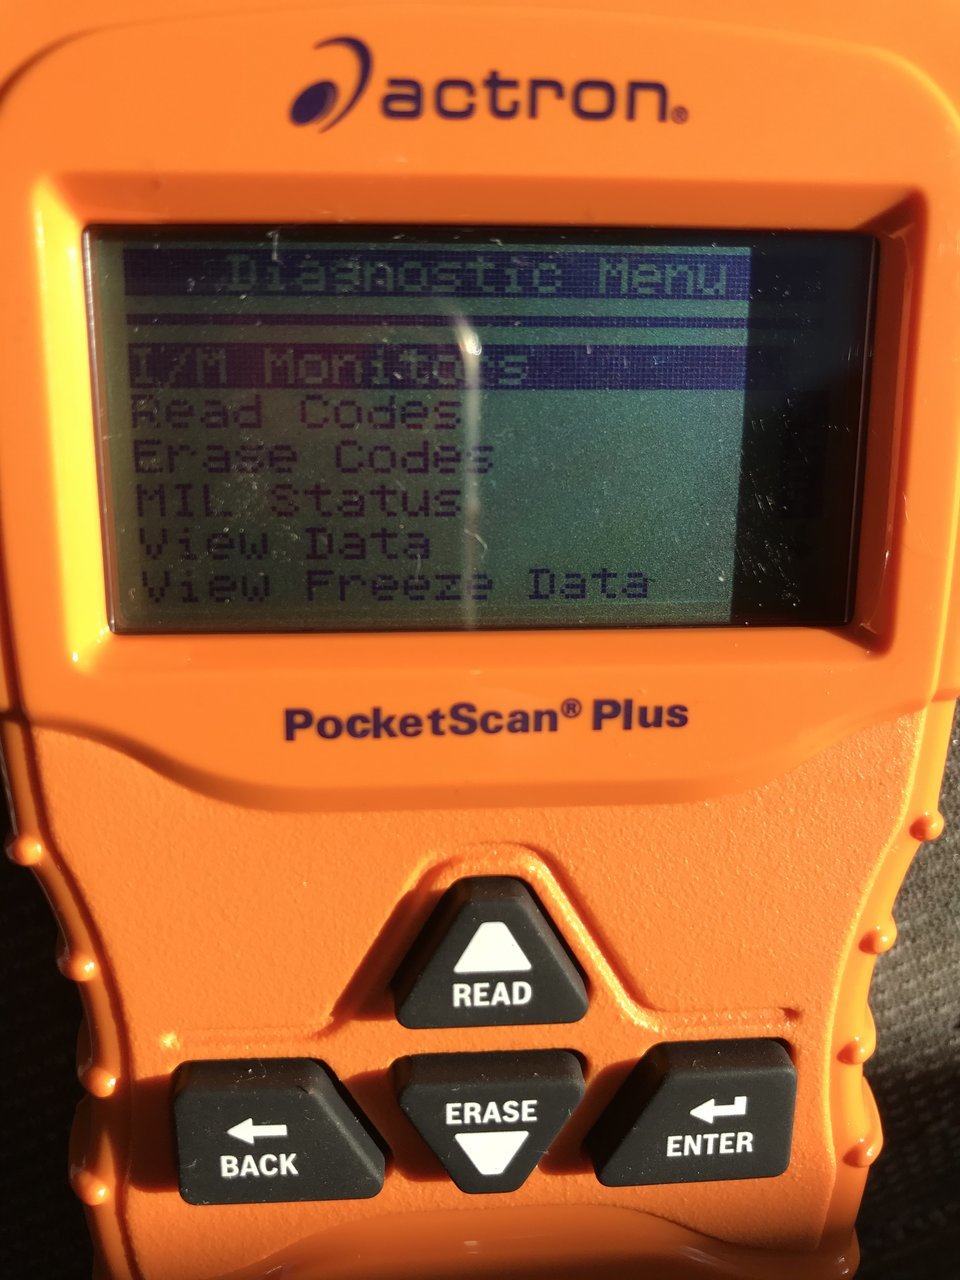 actron®
Diagnostic Menu
I/M Monitors
Read Codes
Erase Codes
MIL Status
View Data
View Freeze Data
PocketScan® Plus
READ
BACK
ERASE
ENTER